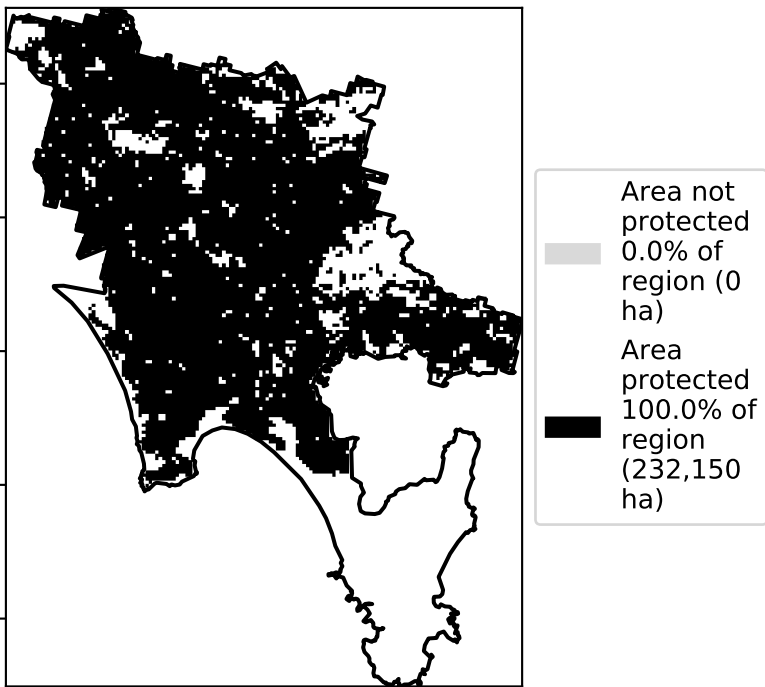 Area not
protected
0.0% of
region (0
ha)
Area
protected
100.0% of
region
(232,150
ha)